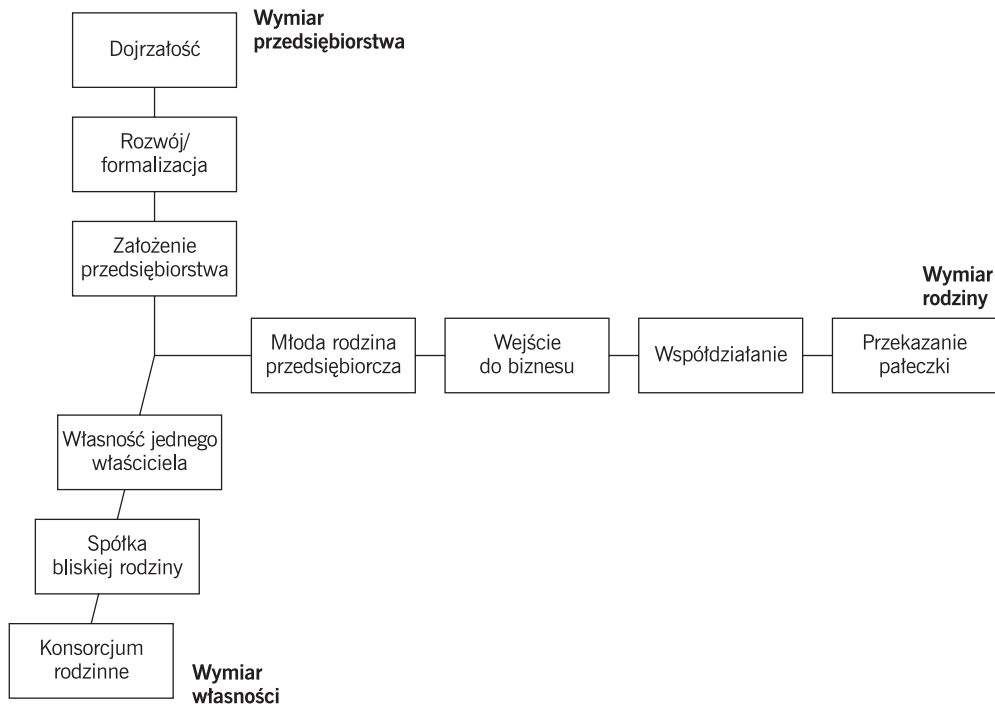 Wymiar
przedsiębiorstwa
Dojrzałość
Rozwój/
formalizacja
Założenie
przedsiębiorstwa
Wymiar
rodziny
Młoda rodzina
przedsiębiorcza
Wejście
do biznesu
Współdziałanie
Przekazanie
pałeczki
Własność jednego
właściciela
Spółka
bliskiej rodziny
Konsorcjum
rodzinne
Wymiar
własności